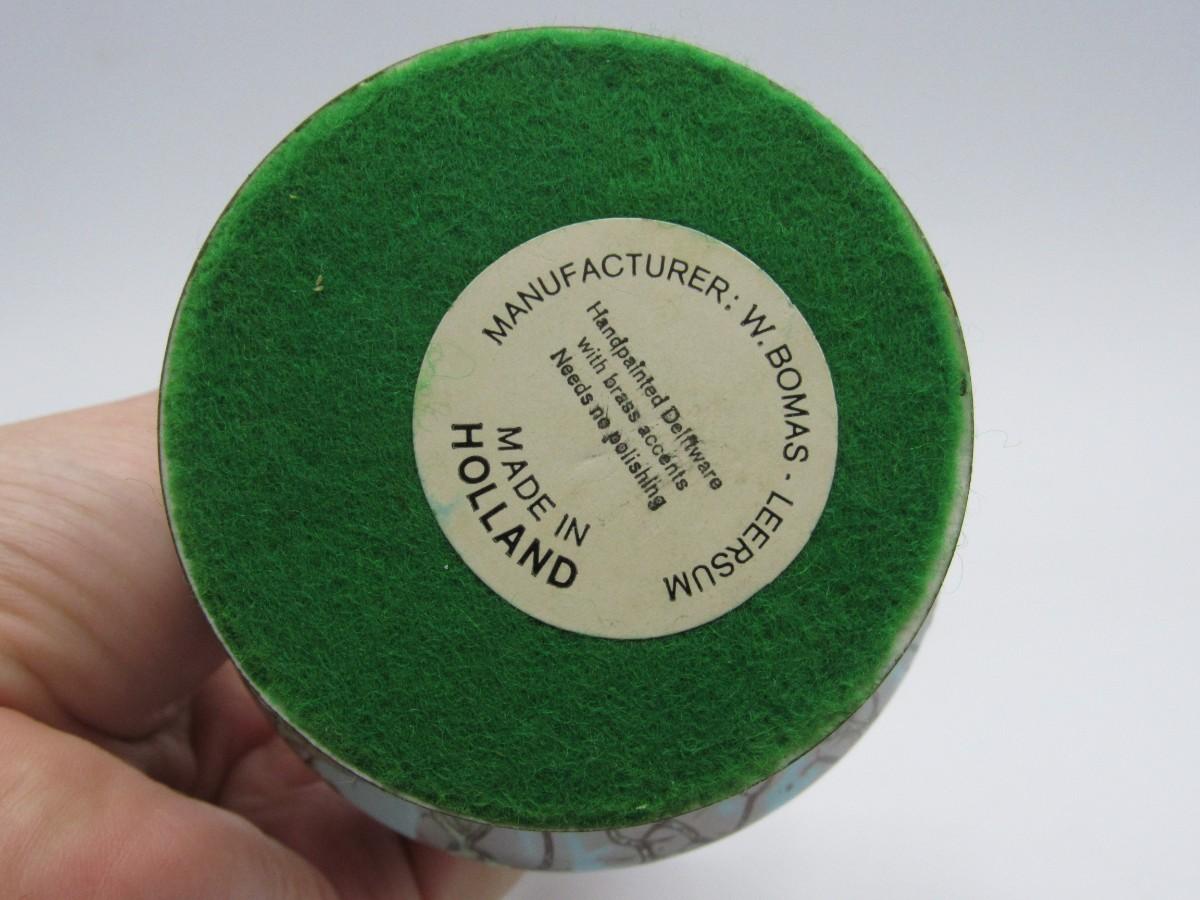 MANUFACTURER: W. BOMAS · LEERSUM
Handpainted Delftware
with brass accents
Needs no polishing
MADE IN
HOLLAND